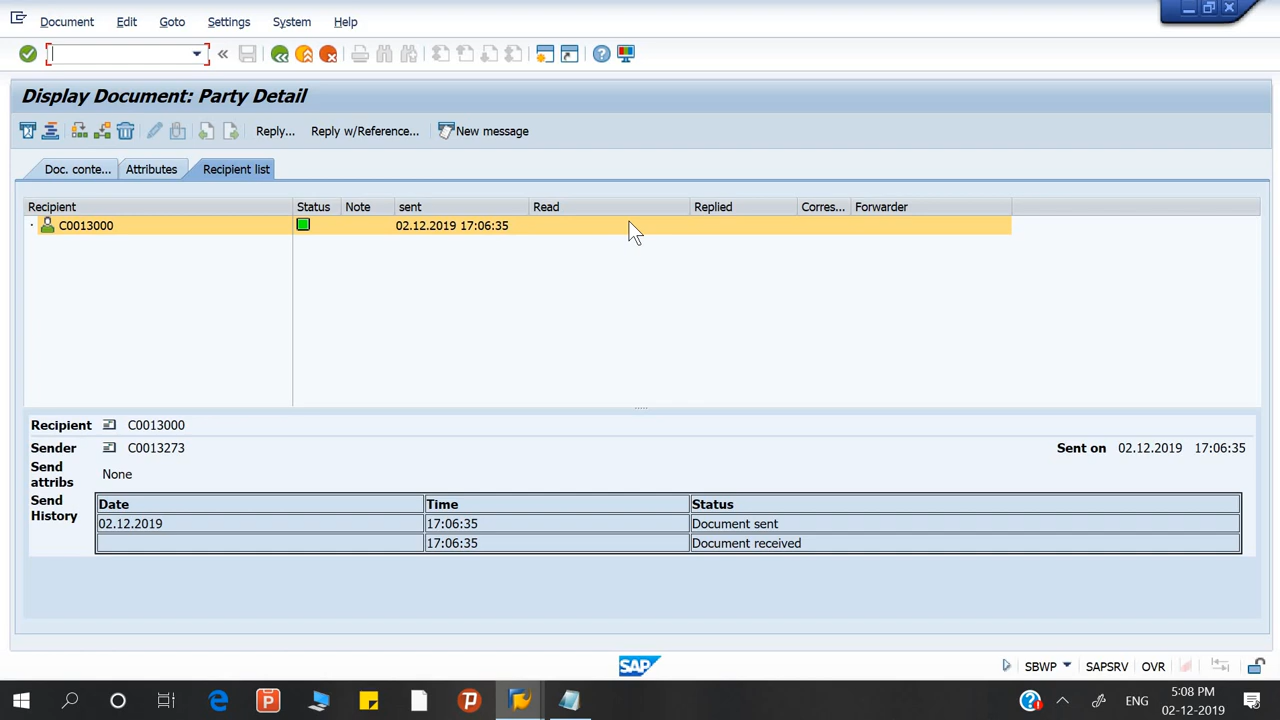 Document Edit Goto Settings System Help
Display Document: Party Detail
Reply... Reply w/Reference... New message
Doc. conte... Attributes Recipient list
Recipient Status Note sent Read Replied Corres... Forwarder
C0013000 02.12.2019 17:06:35
Recipient C0013000
Sender C0013273 Sent on 02.12.2019 17:06:35
Send
attribs None
Send
History
Date Time Status
02.12.2019 17:06:35 Document sent
17:06:35 Document received
SAP SBWP SAPSRV OVR
ENG 5:08 PM
02-12-2019